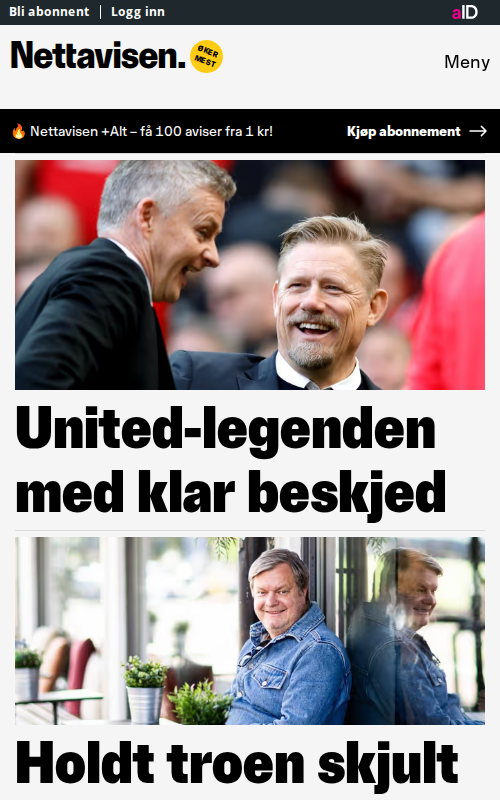 Bli abonnent
Logg inn
aID
Nettavisen.
ØKER
MEST
Meny
🔥 Nettavisen +Alt – få 100 aviser fra 1 kr!
Kjøp abonnement →
United-legenden
med klar beskjed
Holdt troen skjult